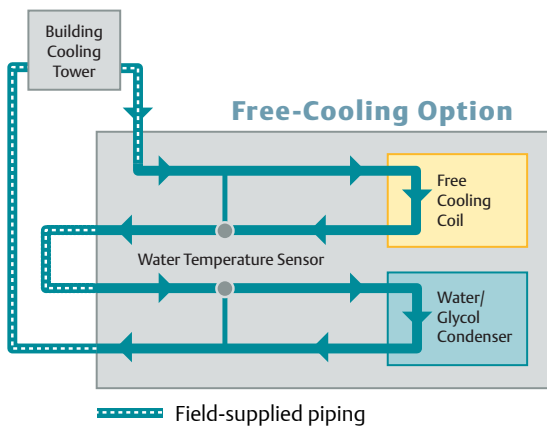 Building
Cooling
Tower
Free-Cooling Option
Free
Cooling
Coil
Water Temperature Sensor
Water/
Glycol
Condenser
Field-supplied piping